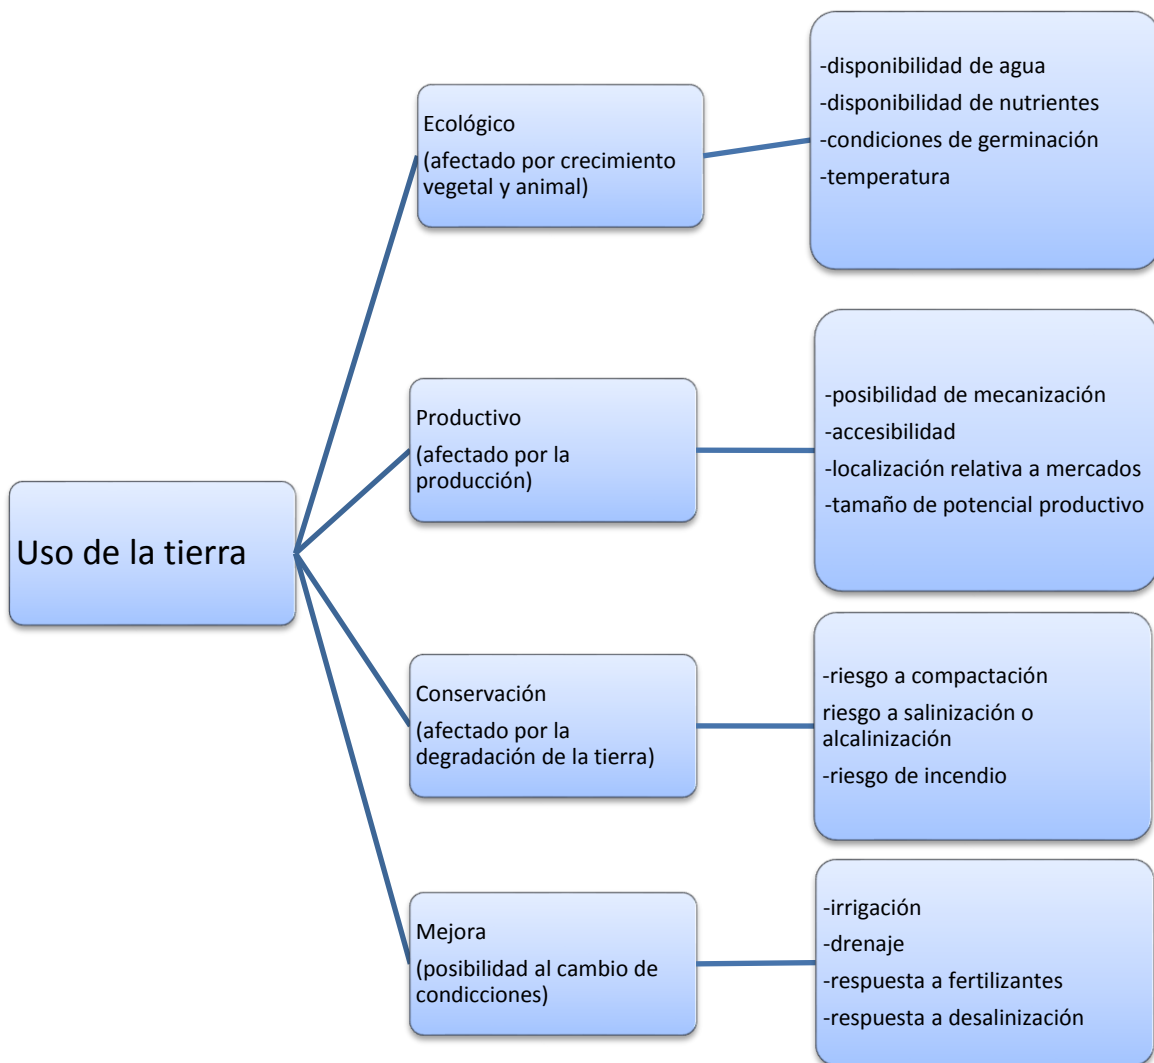 Uso de la tierra
Ecológico
(afectado por crecimiento
vegetal y animal)
-disponibilidad de agua
-disponibilidad de nutrientes
-condiciones de germinación
-temperatura
Productivo
(afectado por la
producción)
-posibilidad de mecanización
-accesibilidad
-localización relativa a mercados
-tamaño de potencial productivo
Conservación
(afectado por la
degradación de la tierra)
-riesgo a compactación
riesgo a salinización o
alcalinización
-riesgo de incendio
Mejora
(posibilidad al cambio de
condicciones)
-irrigación
-drenaje
-respuesta a fertilizantes
-respuesta a desalinización